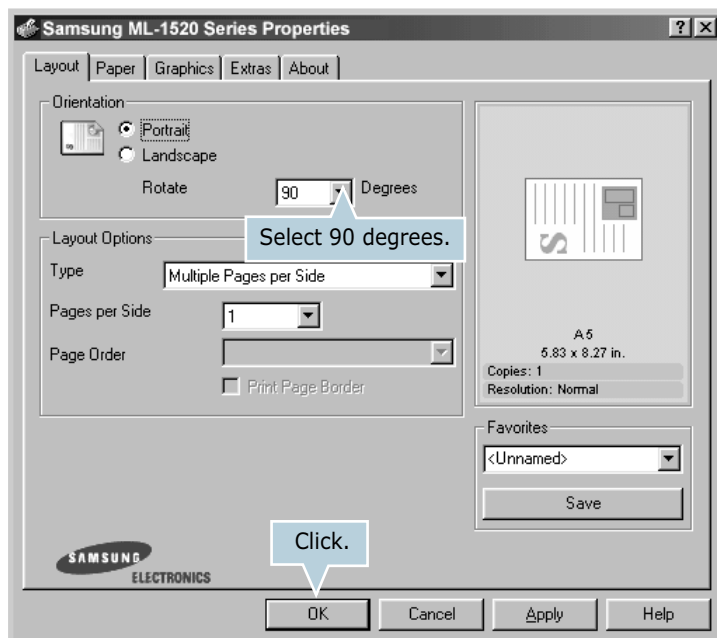 Samsung ML-1520 Series Properties
Layout Paper Graphics Extras About
Orientation
Portrait
Landscape
Rotate 90 Degrees
Select 90 degrees.
Layout Options
Type Multiple Pages per Side
Pages per Side 1
Page Order
Print Page Border
S
A5
5.83 x 8.27 in.
Copies: 1
Resolution: Normal
Favorites
<Unnamed>
Save
SAMSUNG
ELECTRONICS
Click.
OK Cancel Apply Help